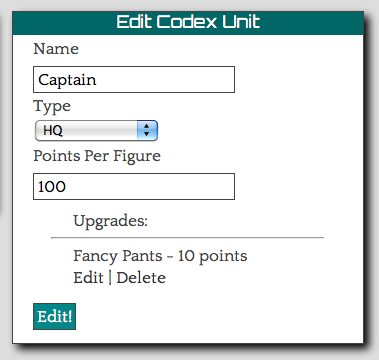 Edit Codex Unit
Name
Captain
Type
HQ
Points Per Figure
100
Upgrades:
Fancy Pants - 10 points
Edit | Delete
Edit!